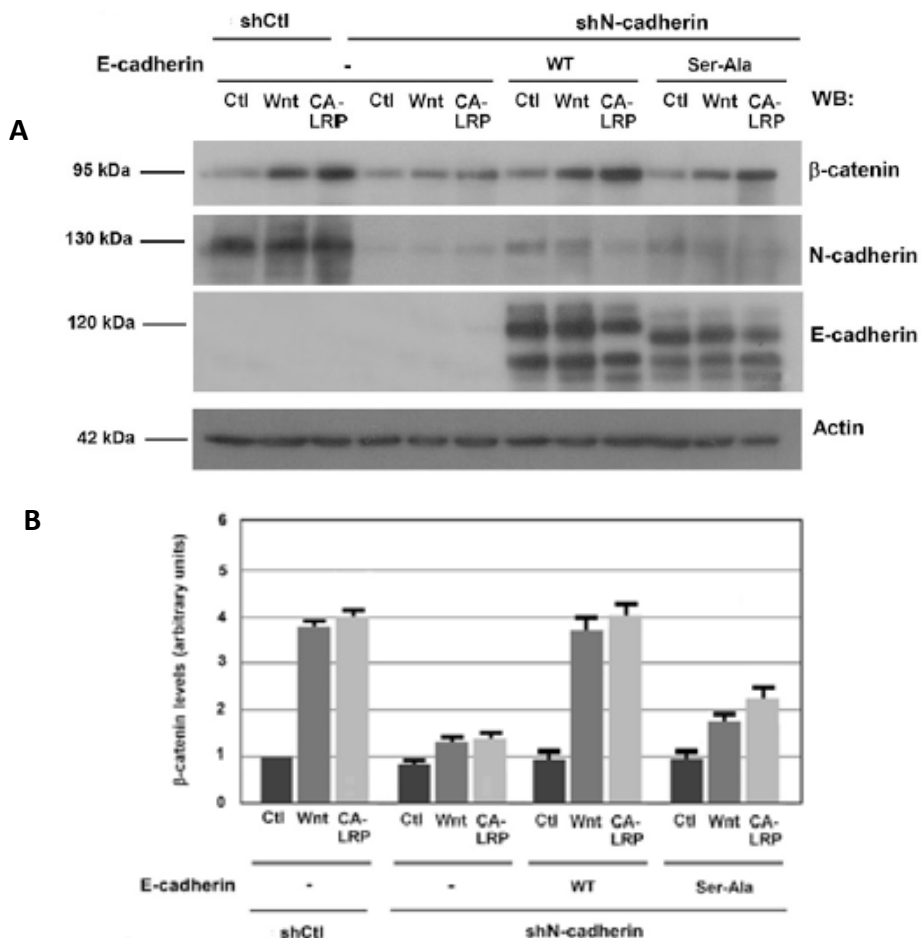 shCtl shN-cadherin
E-cadherin - WT Ser-Ala
Ctl Wnt CA-LRP Ctl Wnt CA-LRP Ctl Wnt CA-LRP Ctl Wnt CA-LRP WB:
A
95 kDa β-catenin
130 kDa N-cadherin
120 kDa E-cadherin
42 kDa Actin
B
β-catenin levels (arbitrary units)
6
5
4
3
2
1
0
Ctl Wnt CA-LRP Ctl Wnt CA-LRP Ctl Wnt CA-LRP Ctl Wnt CA-LRP
E-cadherin - - WT Ser-Ala
shCtl shN-cadherin